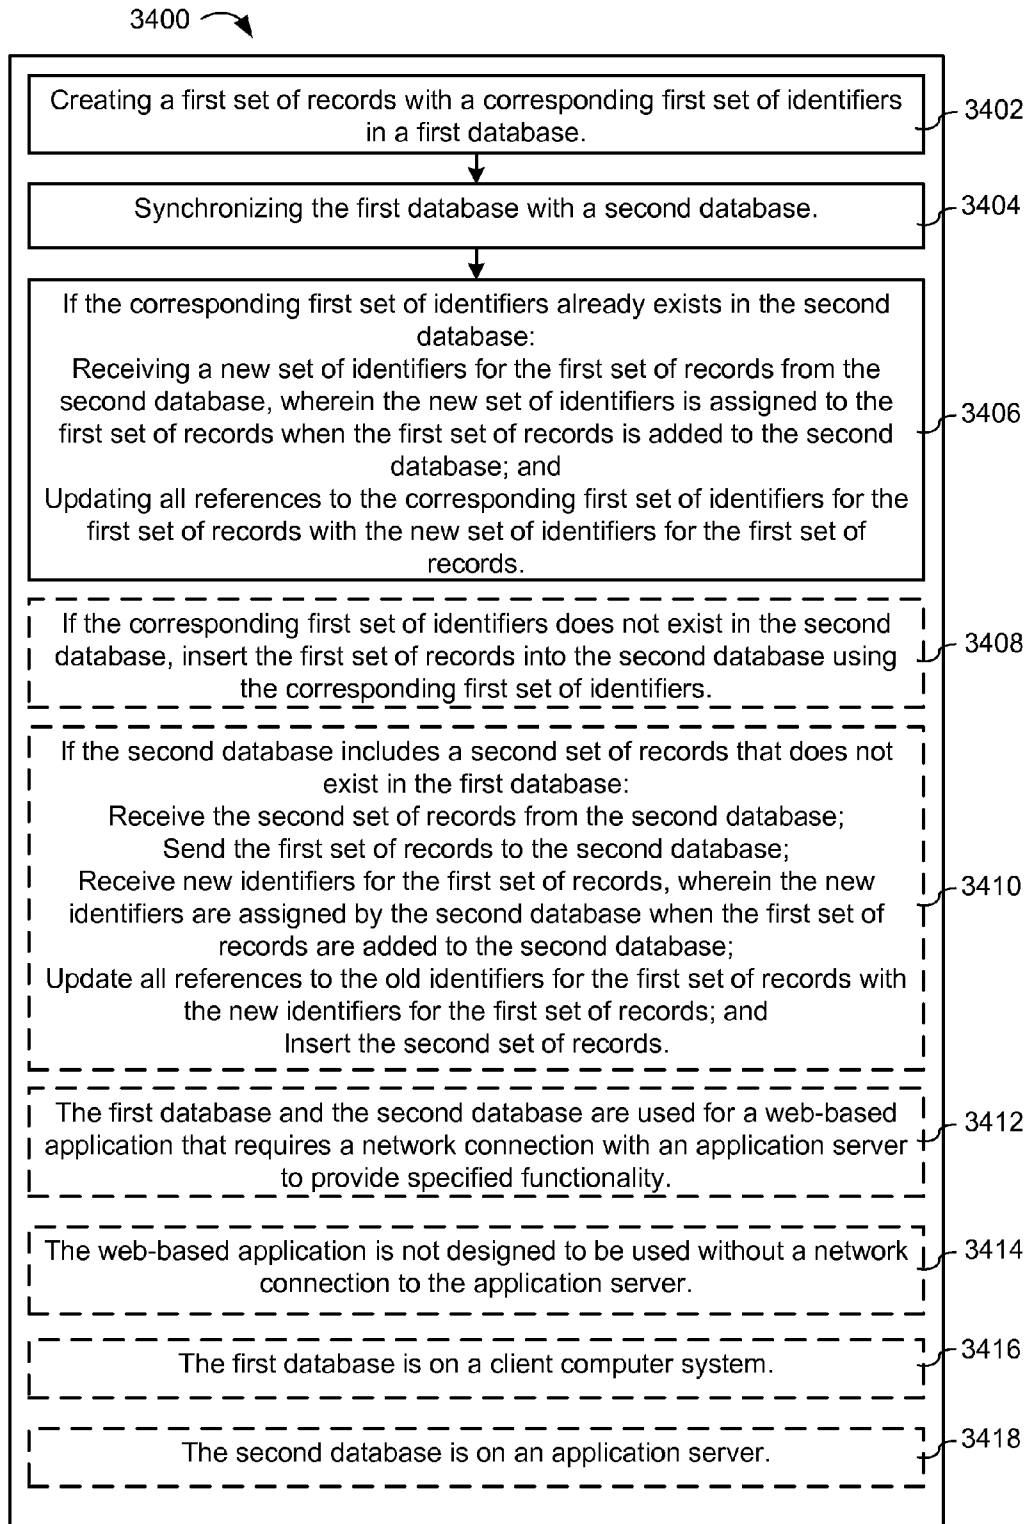 3400
Creating a first set of records with a corresponding first set of identifiers
in a first database.
3402
Synchronizing the first database with a second database.
3404
If the corresponding first set of identifiers already exists in the second
database:
Receiving a new set of identifiers for the first set of records from the
second database, wherein the new set of identifiers is assigned to the
first set of records when the first set of records is added to the second
database; and
Updating all references to the corresponding first set of identifiers for the
first set of records with the new set of identifiers for the first set of
records.
3406
If the corresponding first set of identifiers does not exist in the second
database, insert the first set of records into the second database using
the corresponding first set of identifiers.
3408
If the second database includes a second set of records that does not
exist in the first database:
Receive the second set of records from the second database;
Send the first set of records to the second database;
Receive new identifiers for the first set of records, wherein the new
identifiers are assigned by the second database when the first set of
records are added to the second database;
Update all references to the old identifiers for the first set of records with
the new identifiers for the first set of records; and
Insert the second set of records.
3410
The first database and the second database are used for a web-based
application that requires a network connection with an application server
to provide specified functionality.
3412
The web-based application is not designed to be used without a network
connection to the application server.
3414
The first database is on a client computer system.
3416
The second database is on an application server.
3418